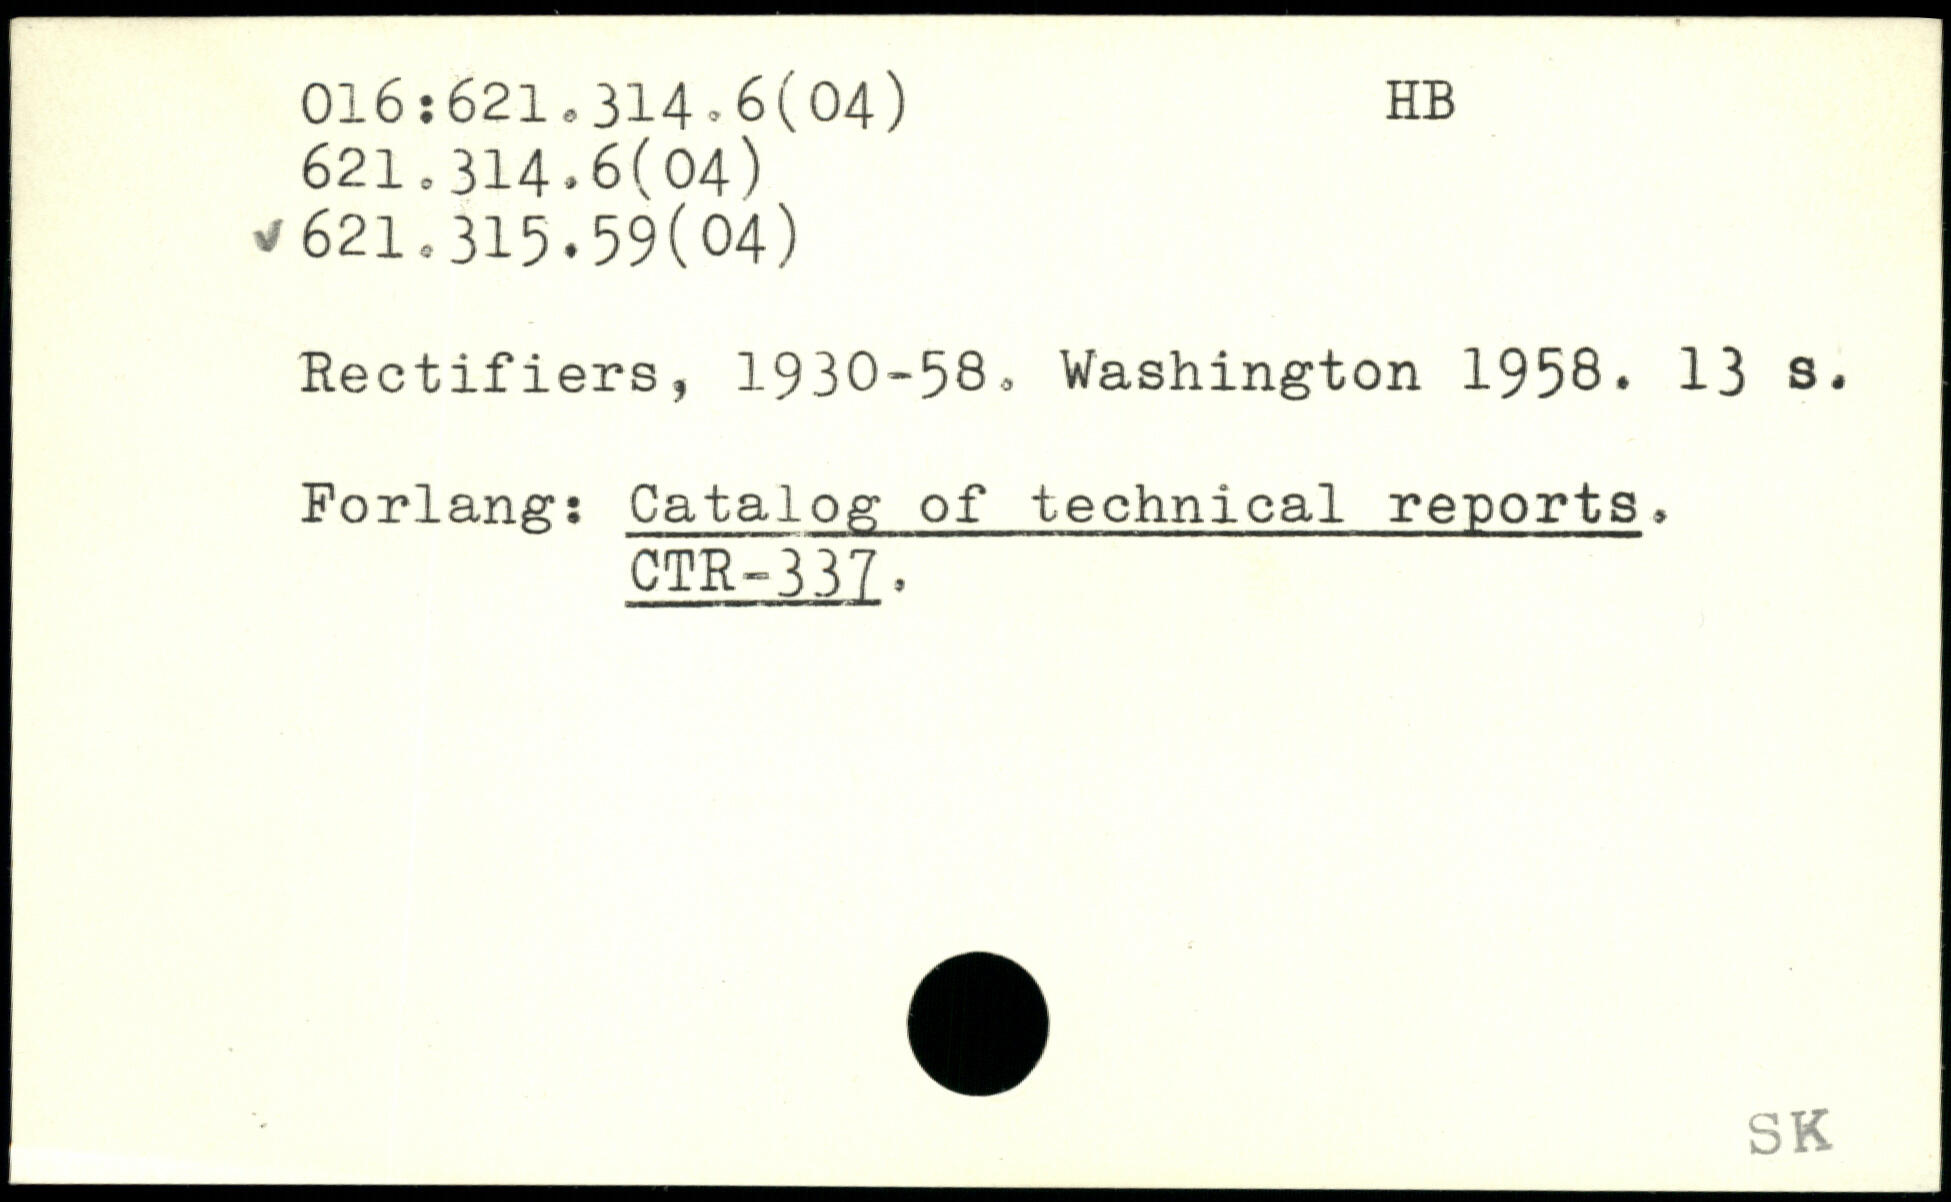 016:621.314.6(04) HB
621.314.6(04)
✓ 621.315.59(04)
Rectifiers, 1930-58. Washington 1958. 13 s.
Forlang: Catalog of technical reports.
CTR-337.
SK